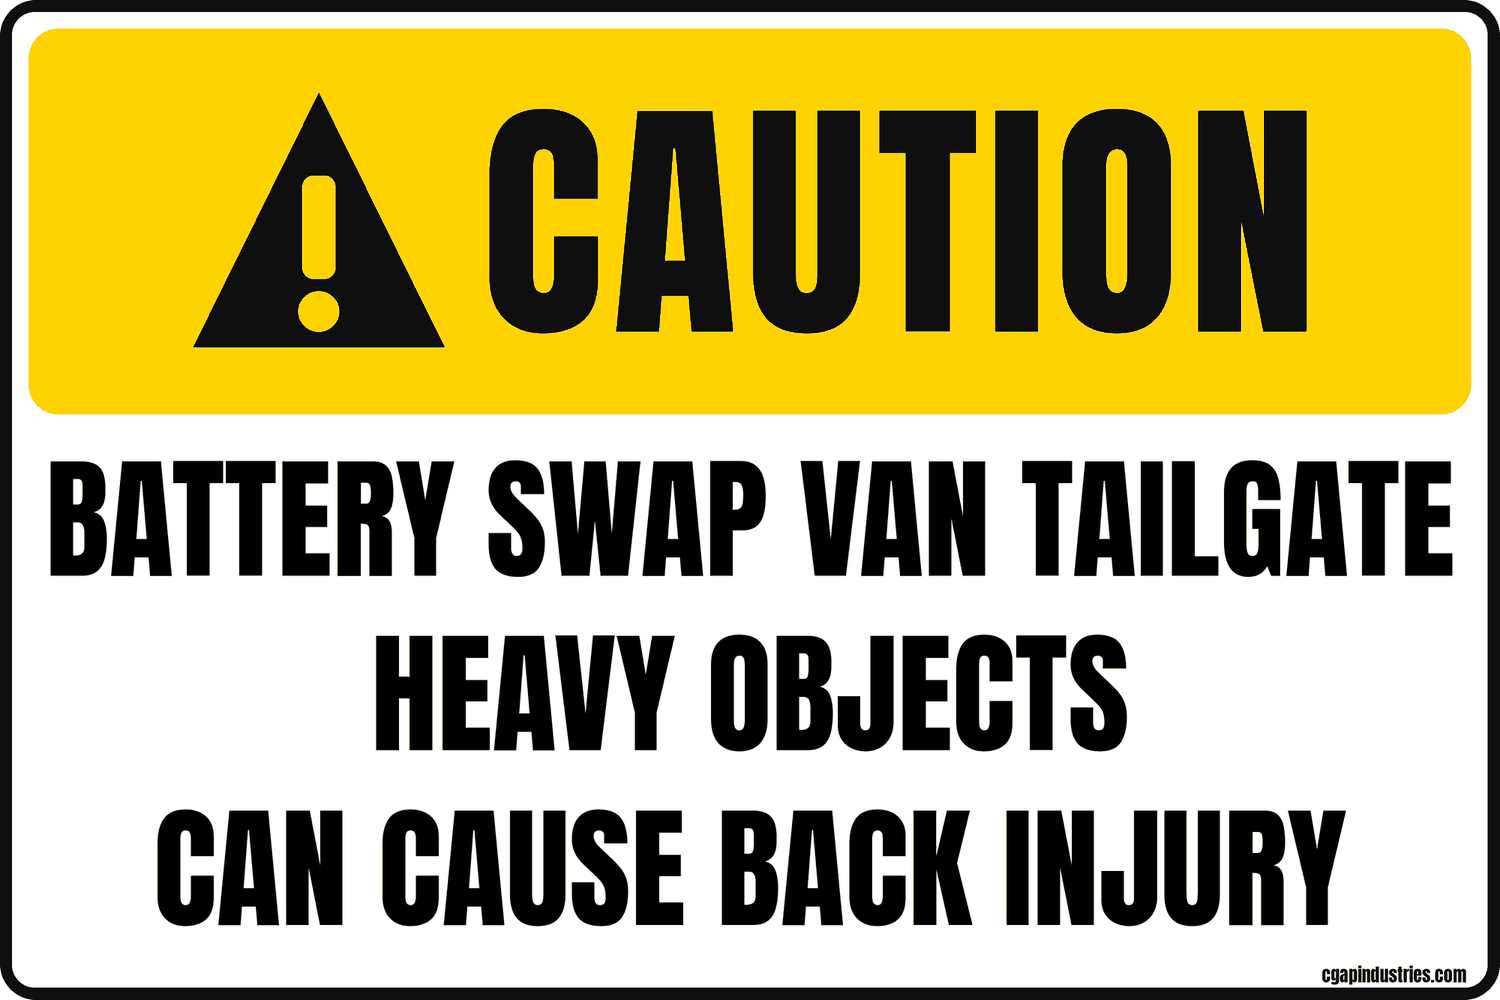 CAUTION
BATTERY SWAP VAN TAILGATE
HEAVY OBJECTS
CAN CAUSE BACK INJURY
cgapindustries.com